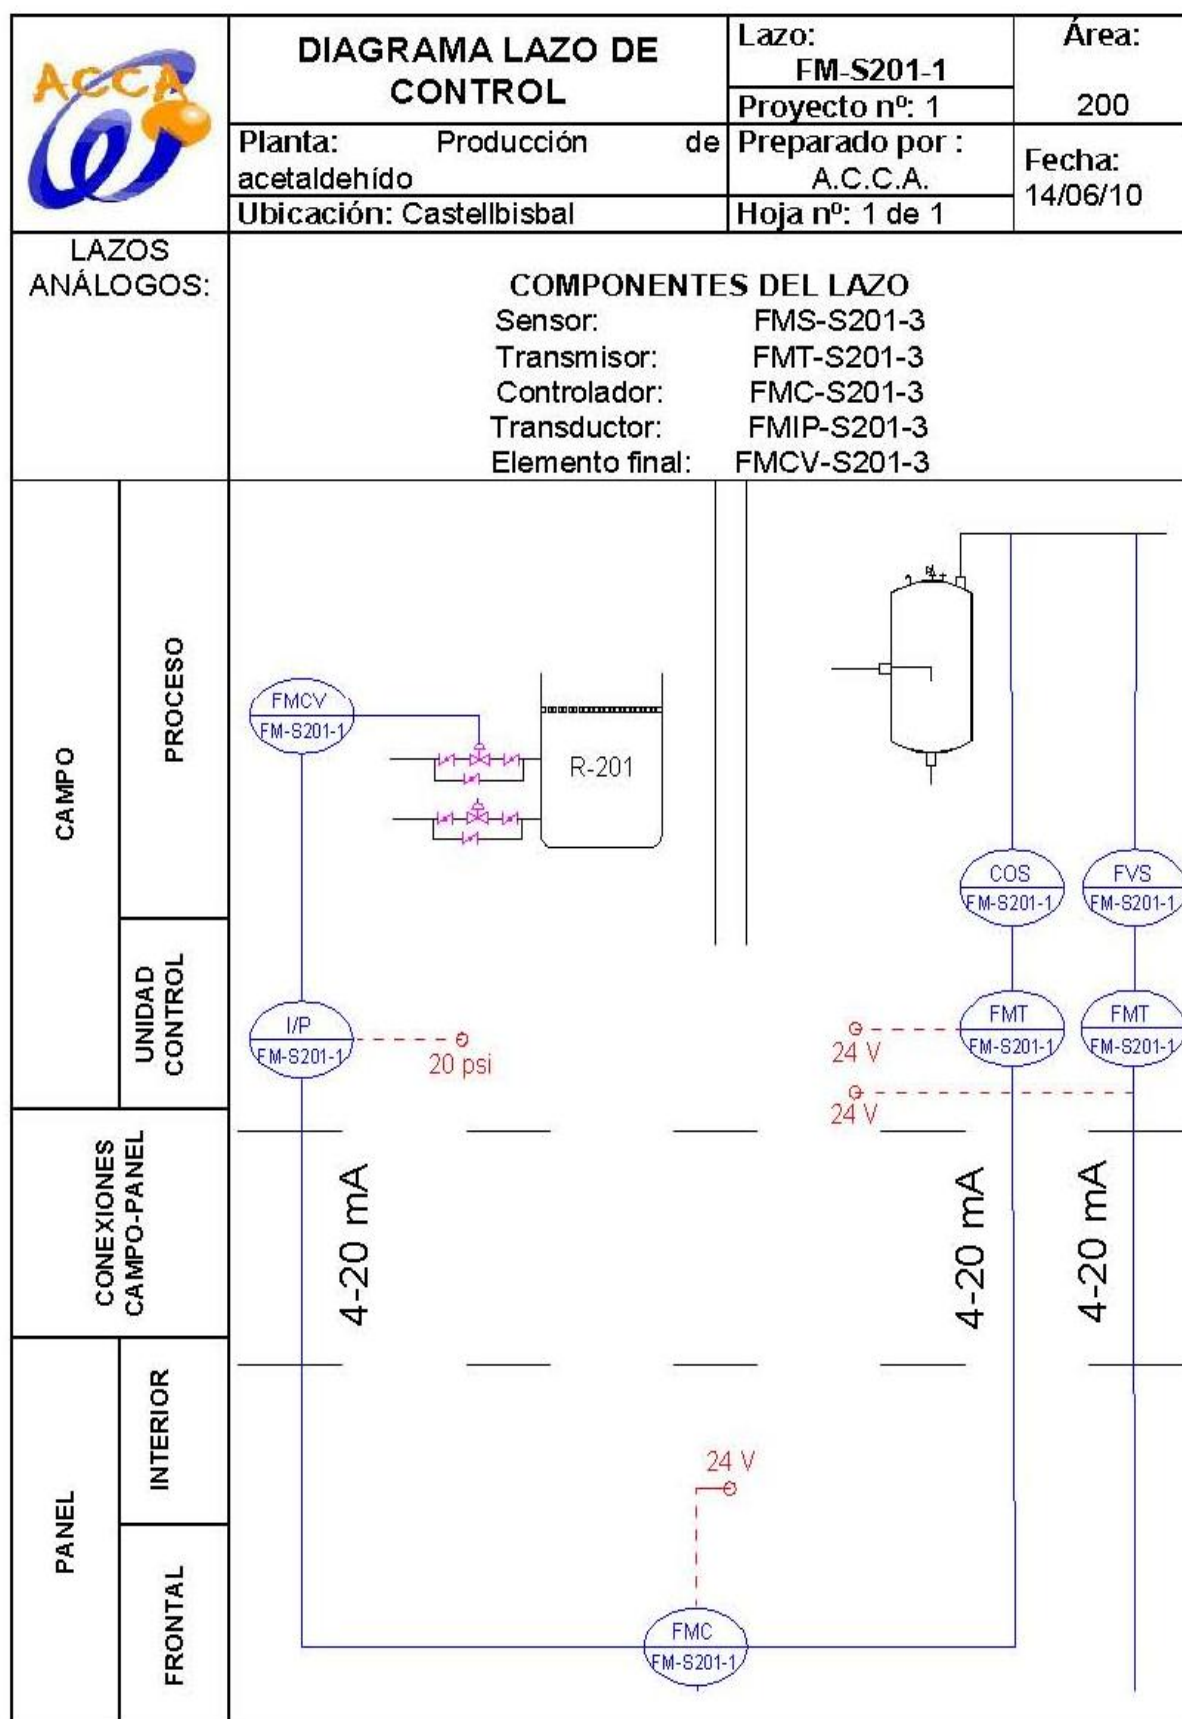 ACCA
DIAGRAMA LAZO DE
CONTROL
Lazo:
FM-S201-1
Proyecto nº: 1
Área:
200
Planta: Producción de
acetaldehído
Preparado por :
A.C.C.A.
Fecha:
14/06/10
Ubicación: Castellbisbal
Hoja nº: 1 de 1
LAZOS
ANÁLOGOS:
COMPONENTES DEL LAZO
Sensor: FMS-S201-3
Transmisor: FMT-S201-3
Controlador: FMC-S201-3
Transductor: FMIP-S201-3
Elemento final: FMCV-S201-3
CAMPO
PROCESO
FMCV
FM-S201-1
R-201
COS
FM-S201-1
FVS
FM-S201-1
UNIDAD
CONTROL
I/P
FM-S201-1
20 psi
24 V
FMT
FM-S201-1
FMT
FM-S201-1
24 V
CONEXIONES
CAMPO-PANEL
4-20 mA
4-20 mA
4-20 mA
PANEL
INTERIOR
24 V
FRONTAL
FMC
FM-S201-1